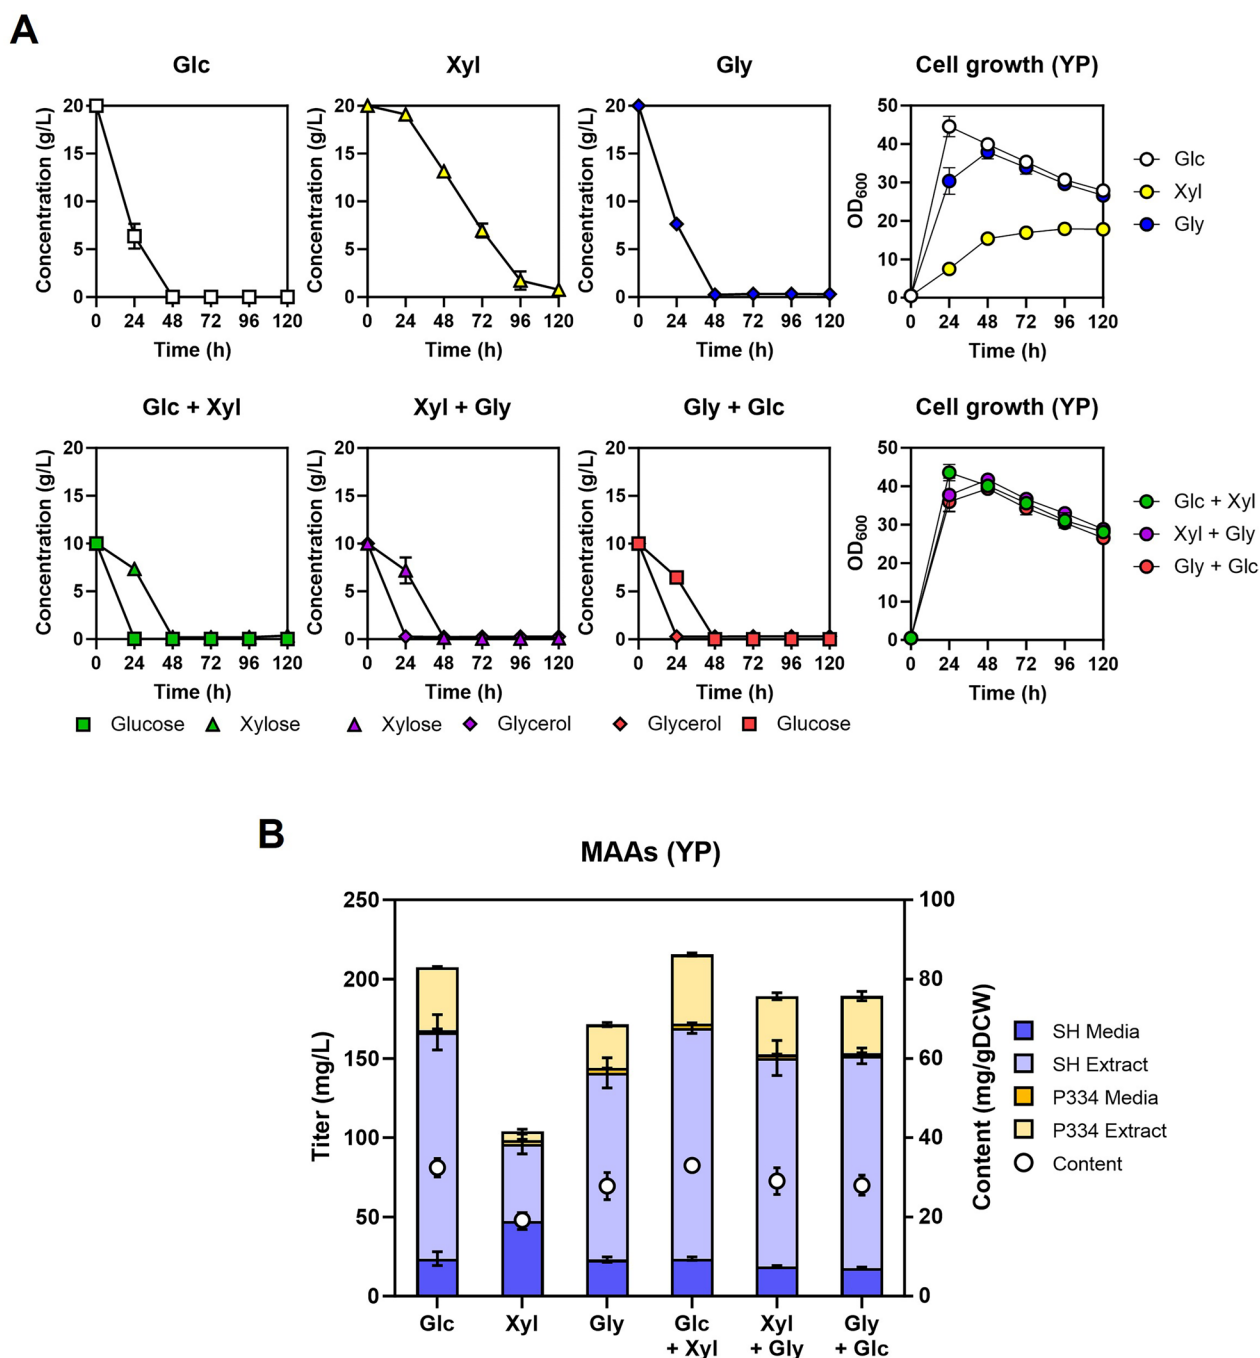 A
Glc
Xyl
Gly
Cell growth (YP)
Concentration (g/L)
20
15
10
5
0
0 24 48 72 96 120
Time (h)
Concentration (g/L)
20
15
10
5
0
0 24 48 72 96 120
Time (h)
Concentration (g/L)
20
15
10
5
0
0 24 48 72 96 120
Time (h)
OD600
50
40
30
20
10
0
0 24 48 72 96 120
Time (h)
Glc
Xyl
Gly
Glc + Xyl
Xyl + Gly
Gly + Glc
Cell growth (YP)
Concentration (g/L)
20
15
10
5
0
0 24 48 72 96 120
Time (h)
Concentration (g/L)
20
15
10
5
0
0 24 48 72 96 120
Time (h)
Concentration (g/L)
20
15
10
5
0
0 24 48 72 96 120
Time (h)
OD600
50
40
30
20
10
0
0 24 48 72 96 120
Time (h)
Glc + Xyl
Xyl + Gly
Gly + Glc
Glucose Xylose Xylose Glycerol Glycerol Glucose
B
MAAs (YP)
Titer (mg/L)
250
200
150
100
50
0
Content (mg/gDCW)
100
80
60
40
20
0
Glc
Xyl
Gly
Glc
+ Xyl
Xyl
+ Gly
Gly
+ Glc
SH Media
SH Extract
P334 Media
P334 Extract
Content